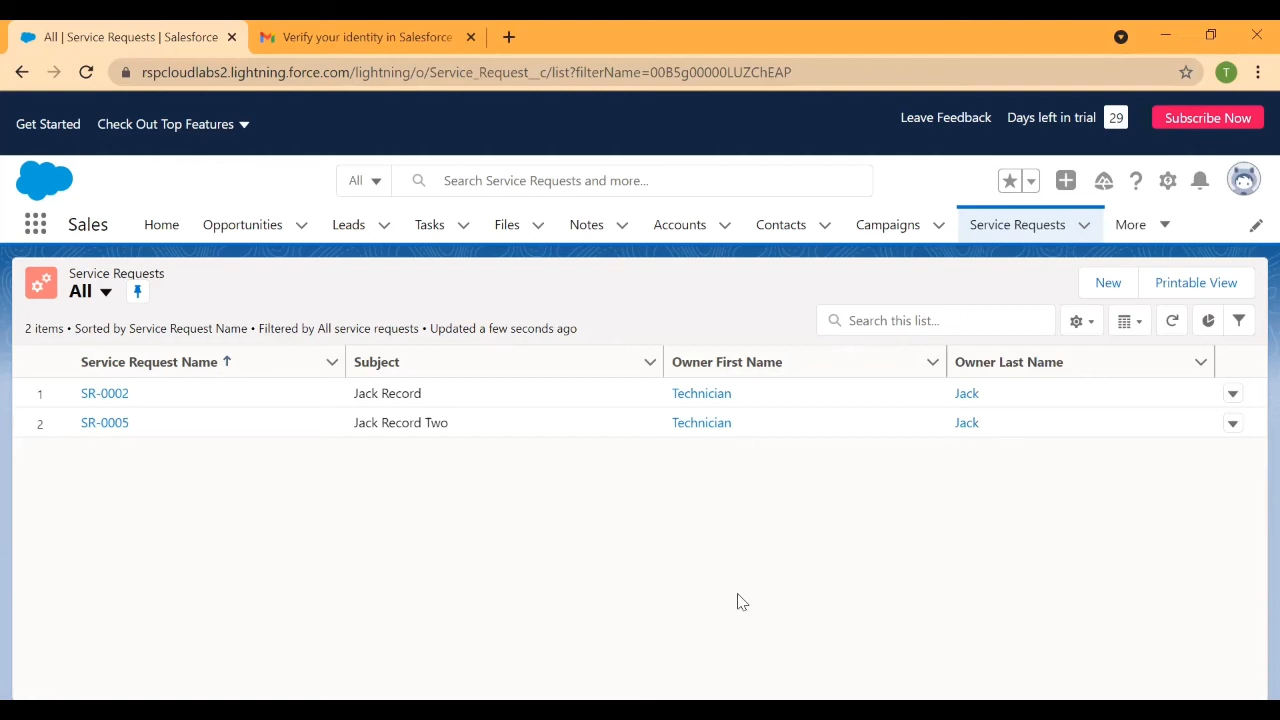 All | Service Requests | Salesforce
Verify your identity in Salesforce
rspcloudlabs2.lightning.force.com/lightning/o/Service_Request__c/list?filterName=00B5g00000LUZChEAP
T
Get Started Check Out Top Features
Leave Feedback Days left in trial 29 Subscribe Now
All Search Service Requests and more...
Sales Home Opportunities Leads Tasks Files Notes Accounts Contacts Campaigns Service Requests More
Service Requests
All
New Printable View
2 items • Sorted by Service Request Name • Filtered by All service requests • Updated a few seconds ago
Search this list...
Service Request Name ↑ Subject Owner First Name Owner Last Name
1 SR-0002 Jack Record Technician Jack
2 SR-0005 Jack Record Two Technician Jack